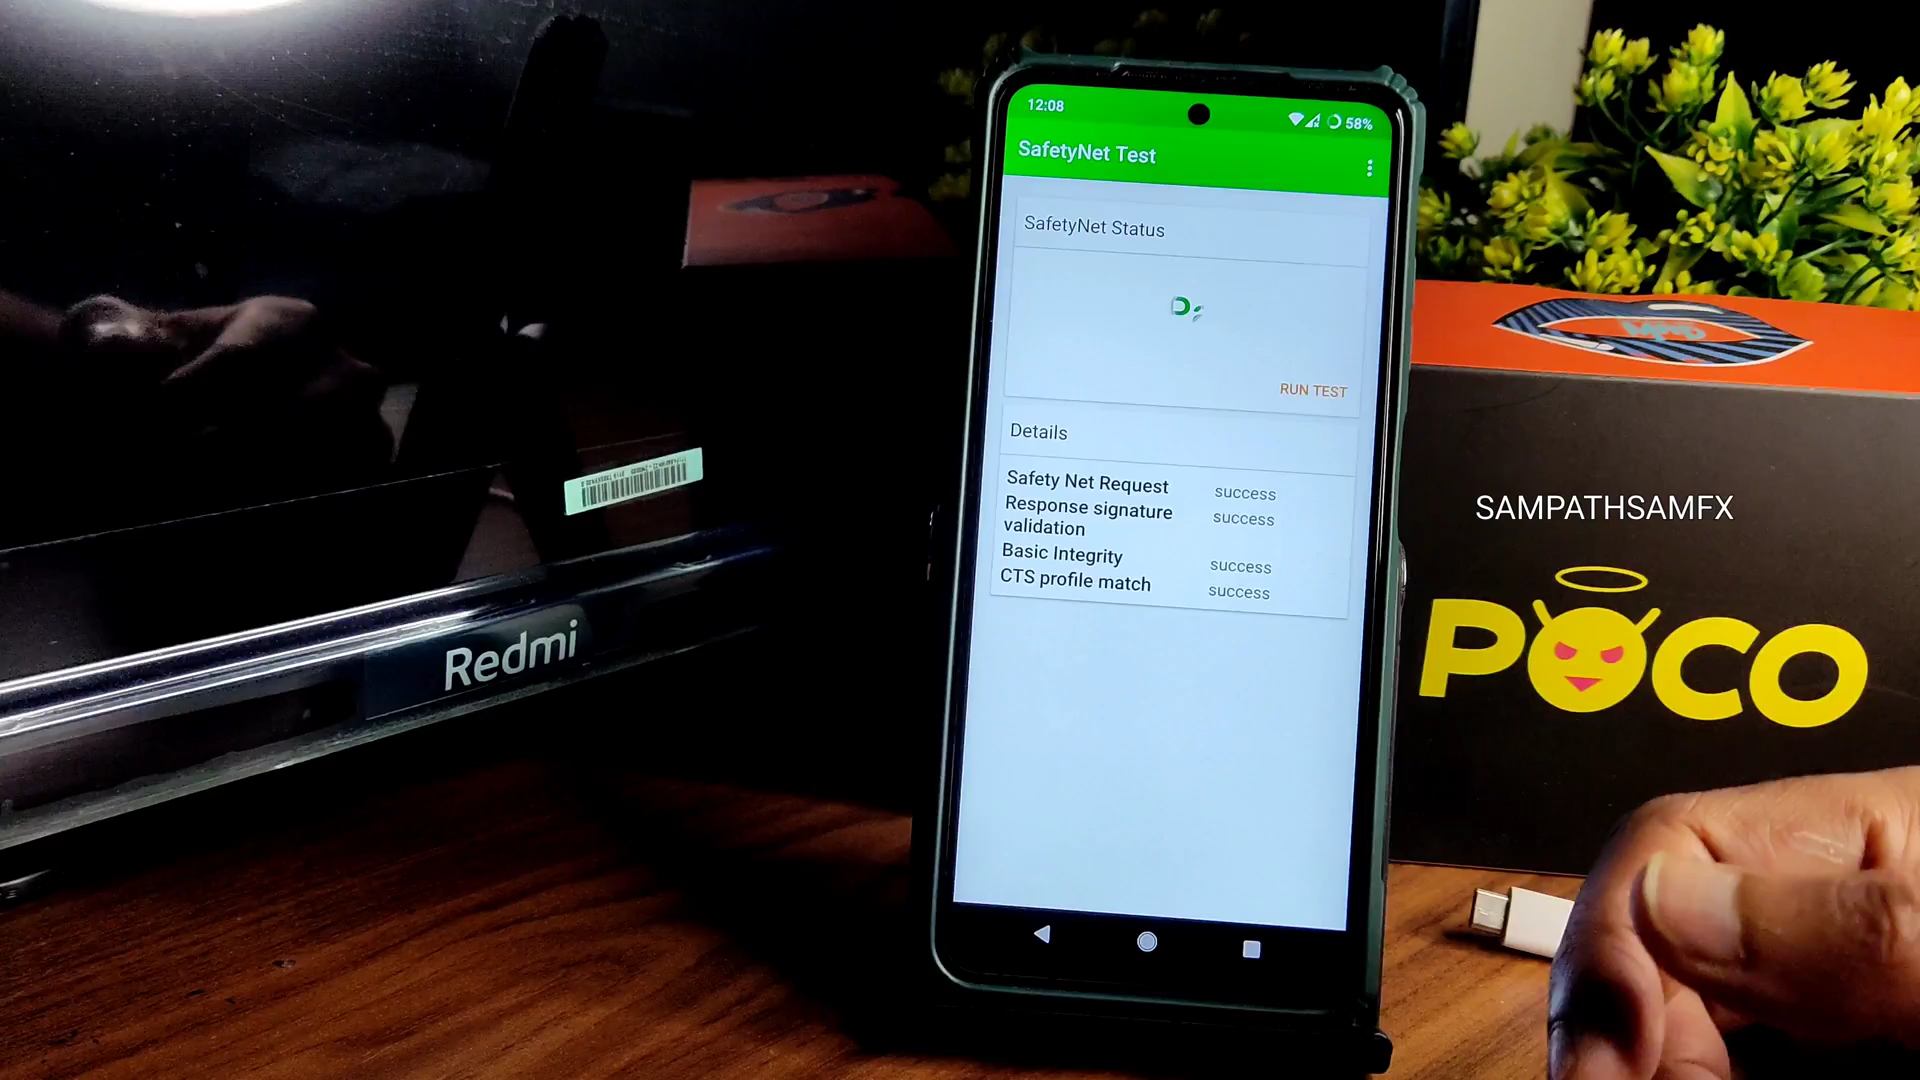 12:08
58%
SafetyNet Test
SafetyNet Status
RUN TEST
Details
Safety Net Request success
Response signature validation success
Basic Integrity success
CTS profile match success
Redmi
SAMPATHSAMFX
POCO